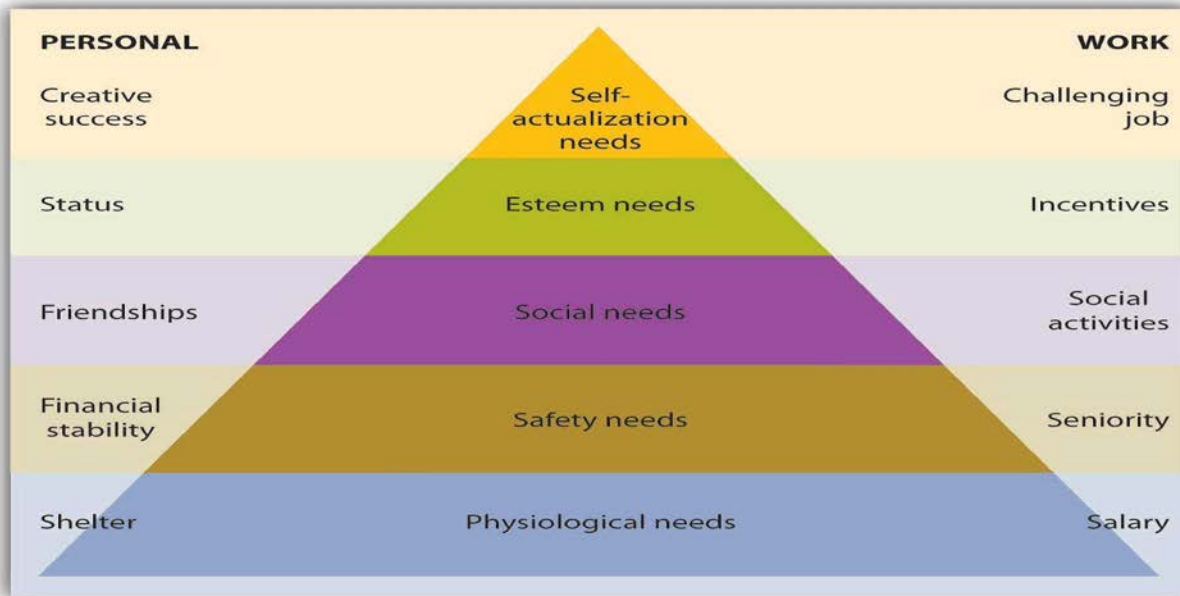 PERSONAL
WORK
Creative
success
Self-
actualization
needs
Challenging
job
Status
Esteem needs
Incentives
Friendships
Social needs
Social
activities
Financial
stability
Safety needs
Seniority
Shelter
Physiological needs
Salary